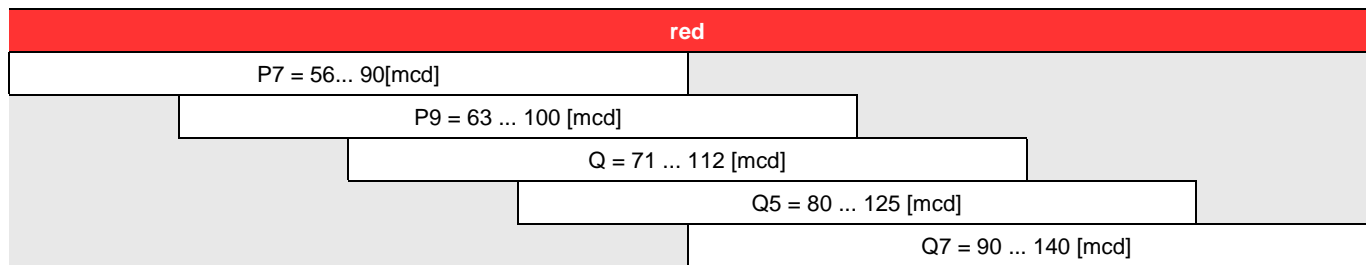 red
P7 = 56... 90[mcd]
P9 = 63 ... 100 [mcd]
Q = 71 ... 112 [mcd]
Q5 = 80 ... 125 [mcd]
Q7 = 90 ... 140 [mcd]